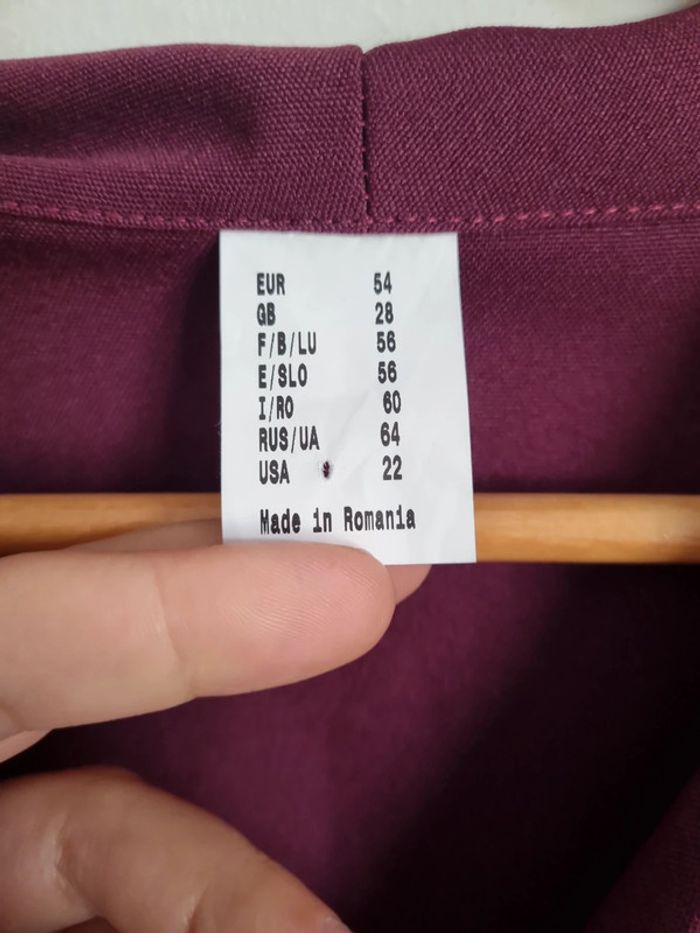 EUR 54
GB 28
F/B/LU 56
E/SLO 56
I/RO 60
RUS/UA 64
USA 22
Made in Romania